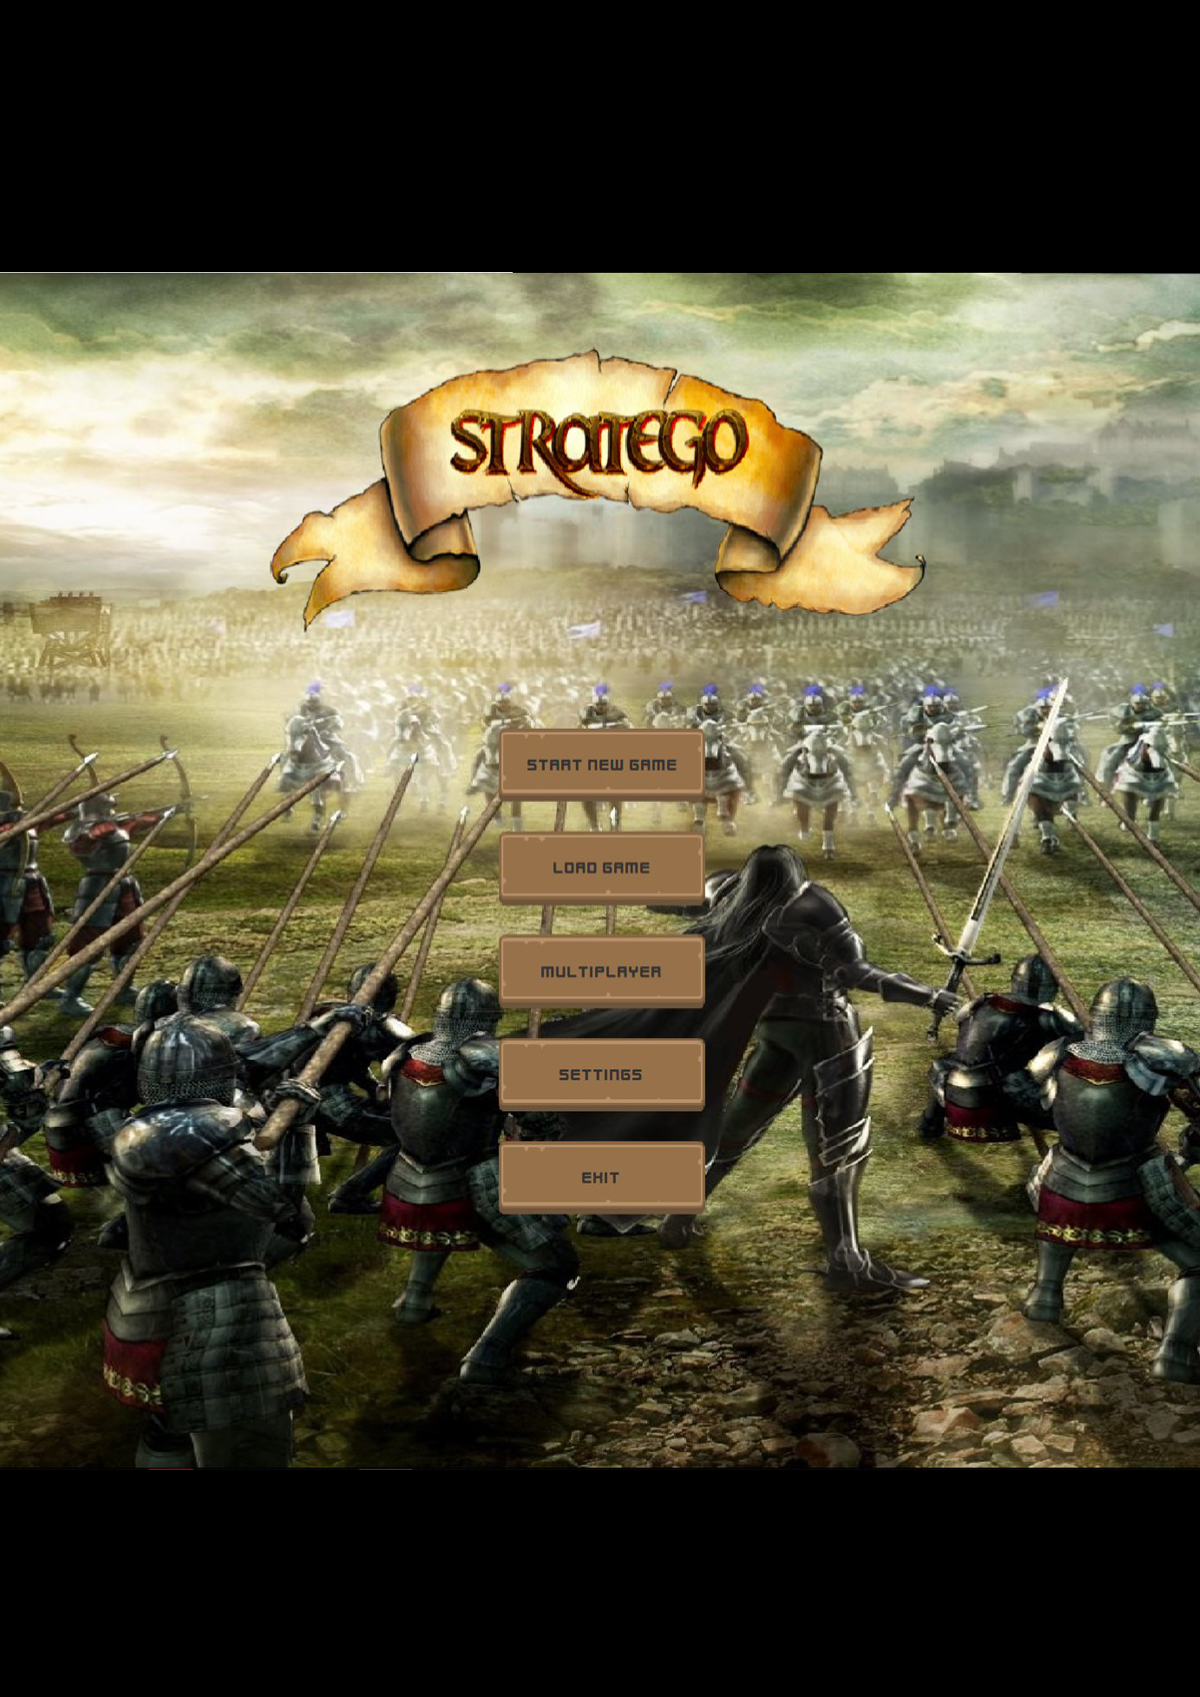 STRATEGO
START NEW GAME
LOAD GAME
MULTIPLAYER
SETTINGS
EXIT